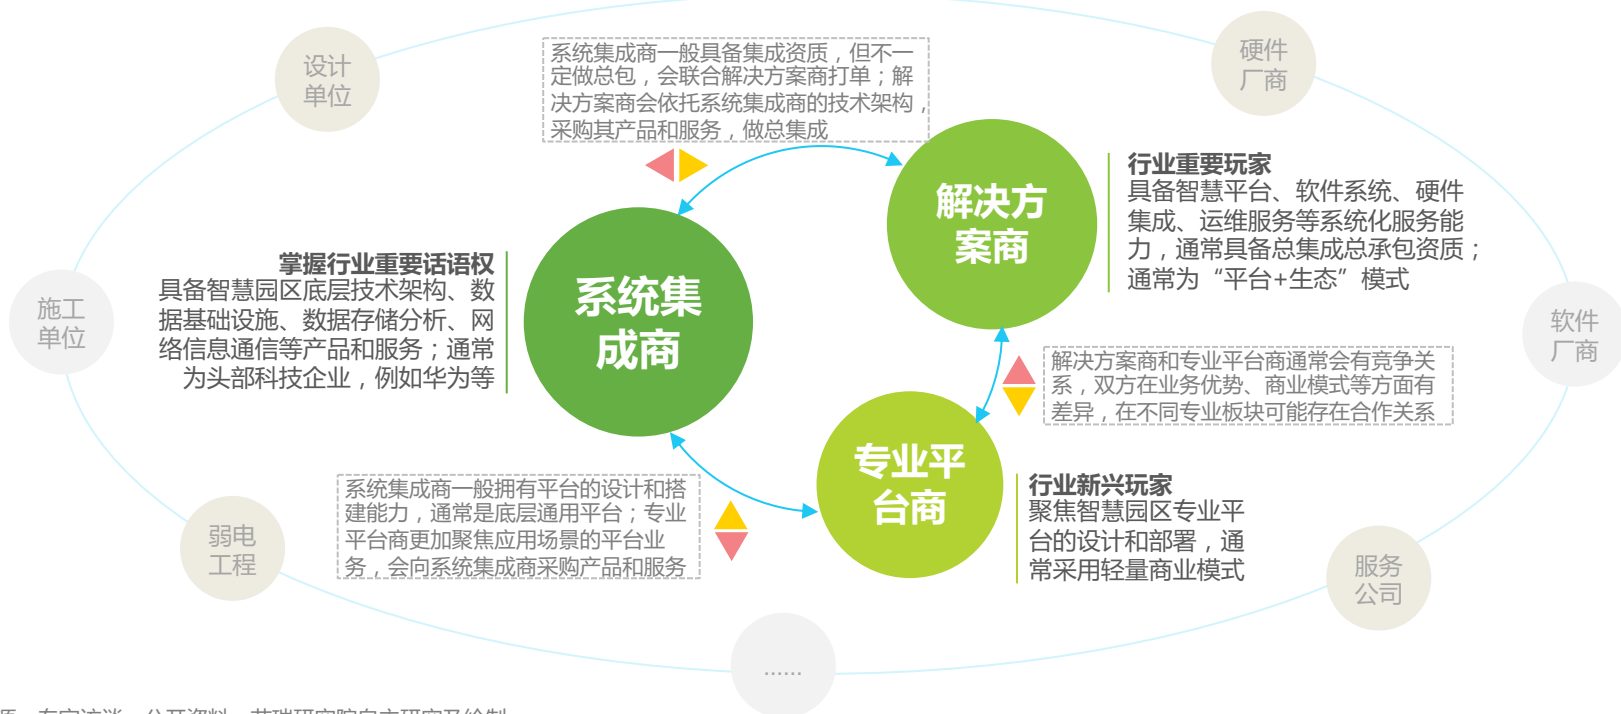 设计
单位
系统集成商一般具备集成资质，但不一
定做总包，会联合解决方案商打单；解
决方案商会依托系统集成商的技术架构，
采购其产品和服务，做总集成
硬件
厂商
解决方
案商
行业重要玩家
具备智慧平台、软件系统、硬件
集成、运维服务等系统化服务能
力，通常具备总集成总承包资质；
通常为“平台+生态”模式
掌握行业重要话语权
具备智慧园区底层技术架构、数
据基础设施、数据存储分析、网
络信息通信等产品和服务；通常
为头部科技企业，例如华为等
系统集
成商
施工
单位
软件
厂商
解决方案商和专业平台商通常会有竞争关
系，双方在业务优势、商业模式等方面有
差异，在不同专业板块可能存在合作关系
专业平
台商
行业新兴玩家
聚焦智慧园区专业平
台的设计和部署，通
常采用轻量商业模式
系统集成商一般拥有平台的设计和搭
建能力，通常是底层通用平台；专业
平台商更加聚焦应用场景的平台业
务，会向系统集成商采购产品和服务
弱电
工程
服务
公司
……